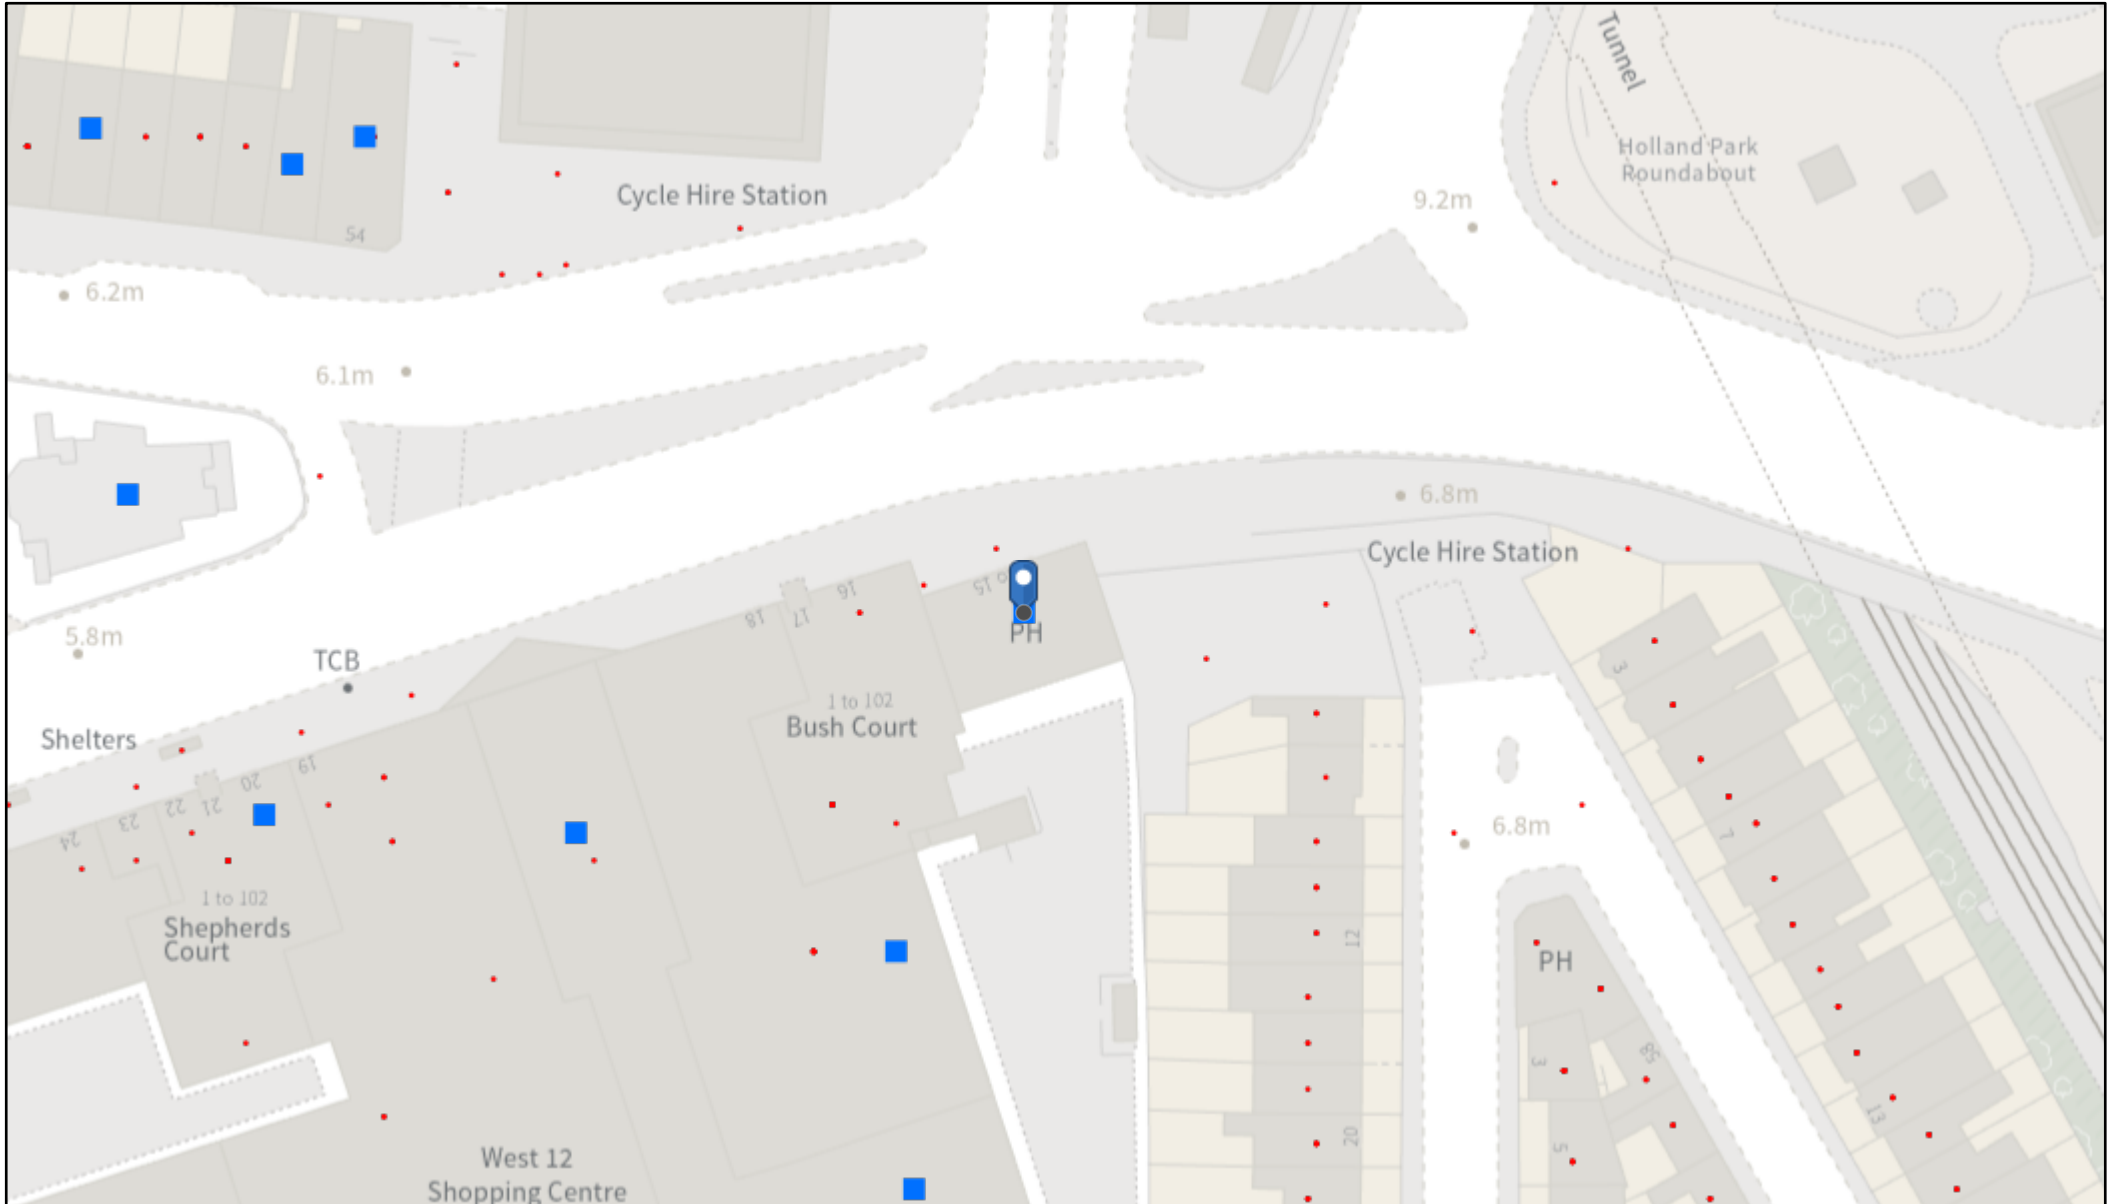 Tunnel
Holland Park
Roundabout
Cycle Hire Station
9.2m
54
6.2m
6.1m
6.8m
Cycle Hire Station
15
16
17
18
PH
5.8m
TCB
3
1 to 102
Bush Court
Shelters
19
20
21
22
23
24
6.8m
7
1 to 102
Shepherds
Court
12
PH
3
85
13
20
5
West 12
Shopping Centre